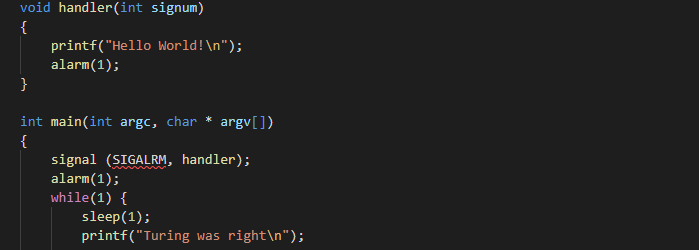 void handler(int signum)
{
printf("Hello World!\n");
alarm(1);
}
int main(int argc, char * argv[])
{
signal (SIGALRM, handler);
alarm(1);
while(1) {
sleep(1);
printf("Turing was right\n");